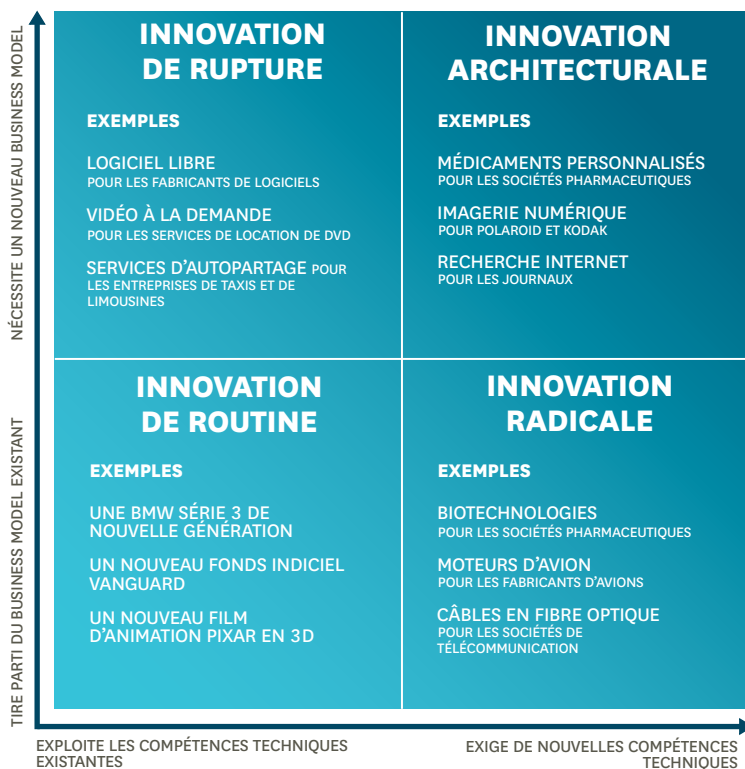 NÉCESSITE UN NOUVEAU BUSINESS MODEL
INNOVATION
DE RUPTURE
EXEMPLES
LOGICIEL LIBRE
POUR LES FABRICANTS DE LOGICIELS
VIDÉO À LA DEMANDE
POUR LES SERVICES DE LOCATION DE DVD
SERVICES D'AUTOPARTAGE POUR
LES ENTREPRISES DE TAXIS ET DE
LIMOUSINES
INNOVATION
ARCHITECTURALE
EXEMPLES
MÉDICAMENTS PERSONNALISÉS
POUR LES SOCIÉTÉS PHARMACEUTIQUES
IMAGERIE NUMÉRIQUE
POUR POLAROID ET KODAK
RECHERCHE INTERNET
POUR LES JOURNAUX
TIRE PARTI DU BUSINESS MODEL EXISTANT
INNOVATION
DE ROUTINE
EXEMPLES
UNE BMW SÉRIE 3 DE
NOUVELLE GÉNÉRATION
UN NOUVEAU FONDS INDICIEL
VANGUARD
UN NOUVEAU FILM
D'ANIMATION PIXAR EN 3D
INNOVATION
RADICALE
EXEMPLES
BIOTECHNOLOGIES
POUR LES SOCIÉTÉS PHARMACEUTIQUES
MOTEURS D'AVION
POUR LES FABRICANTS D'AVIONS
CÂBLES EN FIBRE OPTIQUE
POUR LES SOCIÉTÉS DE
TÉLÉCOMMUNICATION
EXPLOITE LES COMPÉTENCES TECHNIQUES
EXISTANTES
EXIGE DE NOUVELLES COMPÉTENCES
TECHNIQUES